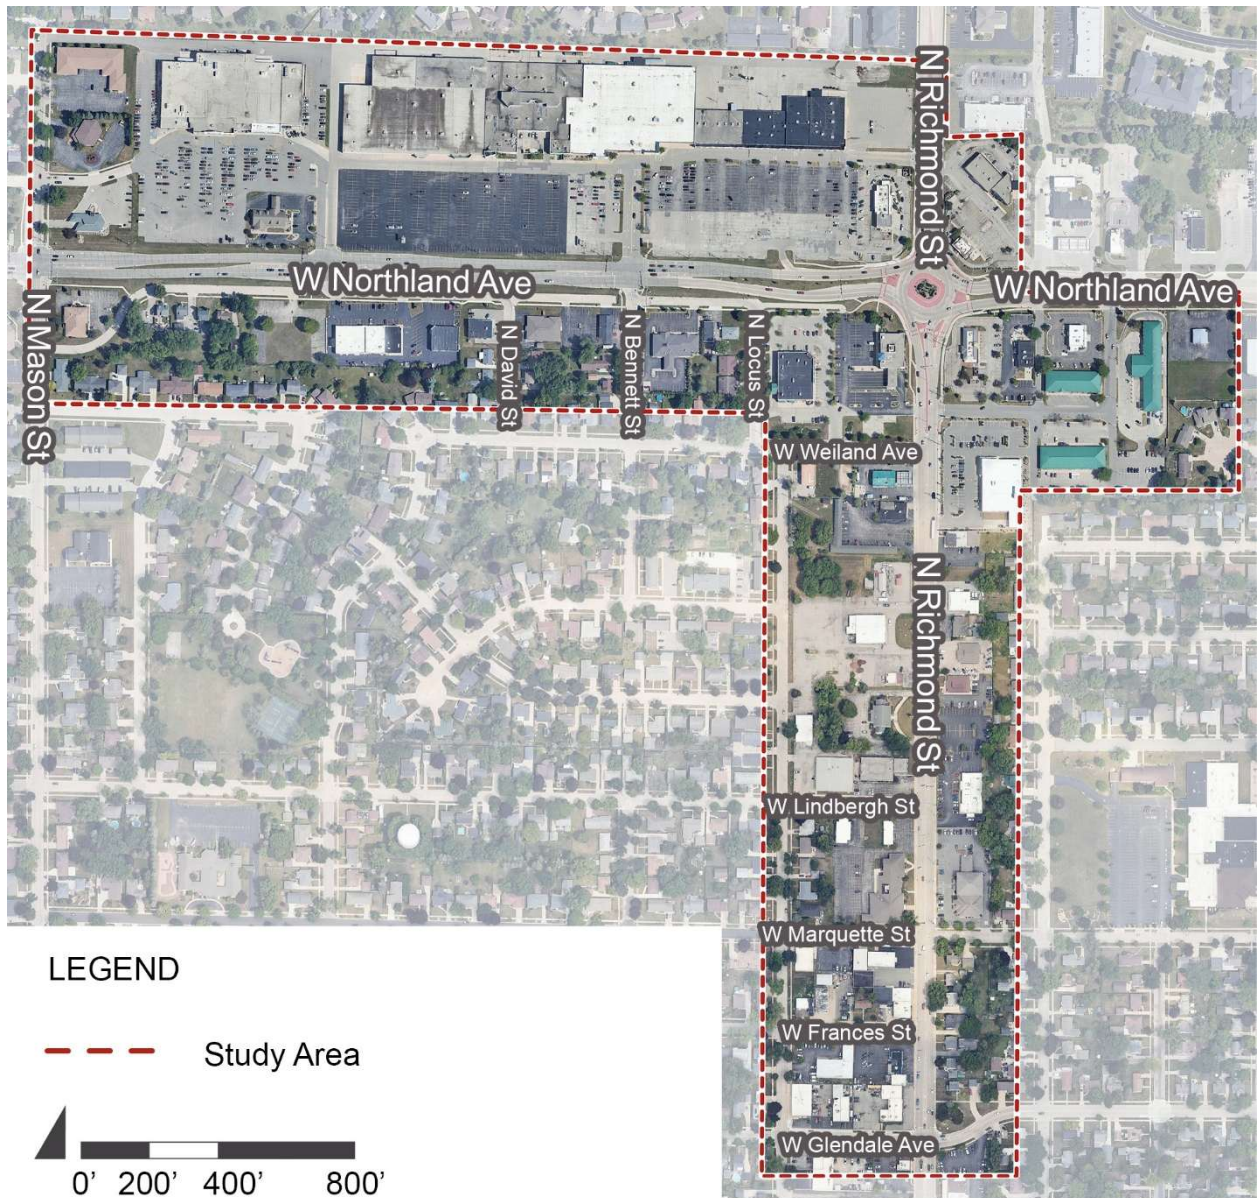 N Richmond St
W Northland Ave
W Northland Ave
N Mason St
N David St
N Bennett St
N Locus St
W Weiland Ave
N Richmond St
W Lindbergh St
W Marquette St
W Frances St
W Glendale Ave
LEGEND
Study Area
0' 200' 400' 800'